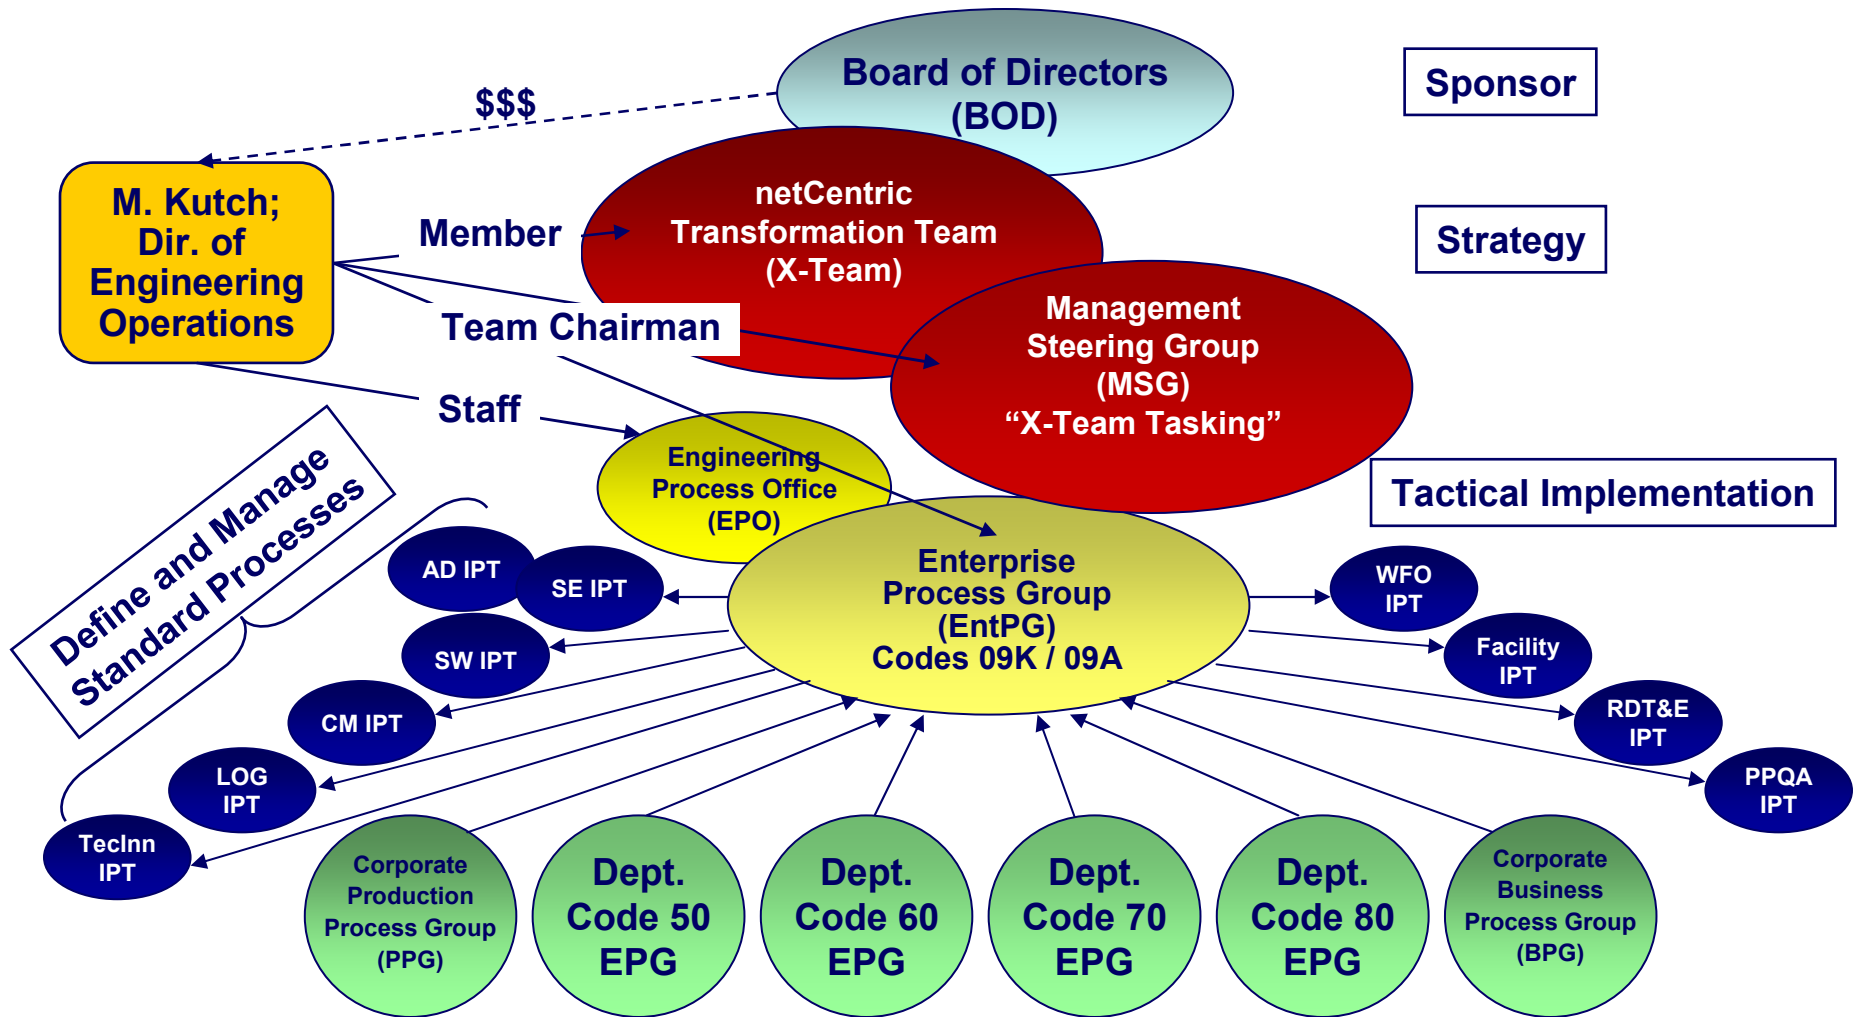 Board of Directors
(BOD)
Sponsor
$$$
M. Kutch;
Dir. of
Engineering
Operations
Member
netCentric
Transformation Team
(X-Team)
Strategy
Team Chairman
Management
Steering Group
(MSG)
“X-Team Tasking”
Staff
Engineering
Process Office
(EPO)
Tactical Implementation
Define and Manage
Standard Processes
Enterprise
Process Group
(EntPG)
Codes 09K / 09A
AD IPT
SE IPT
SW IPT
CM IPT
LOG
IPT
TecInn
IPT
WFO
IPT
Facility
IPT
RDT&E
IPT
PPQA
IPT
Corporate
Production
Process Group
(PPG)
Dept.
Code 50
EPG
Dept.
Code 60
EPG
Dept.
Code 70
EPG
Dept.
Code 80
EPG
Corporate
Business
Process Group
(BPG)